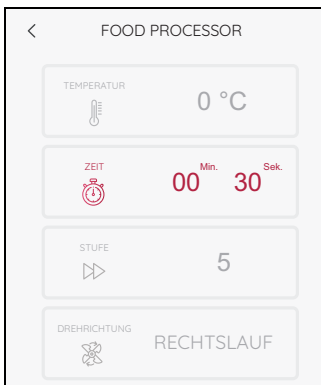 FOOD PROCESSOR
TEMPERATUR
0 °C
ZEIT
00 Min. 30 Sek.
STUFE
5
DREHRICHTUNG
RECHTSLAUF